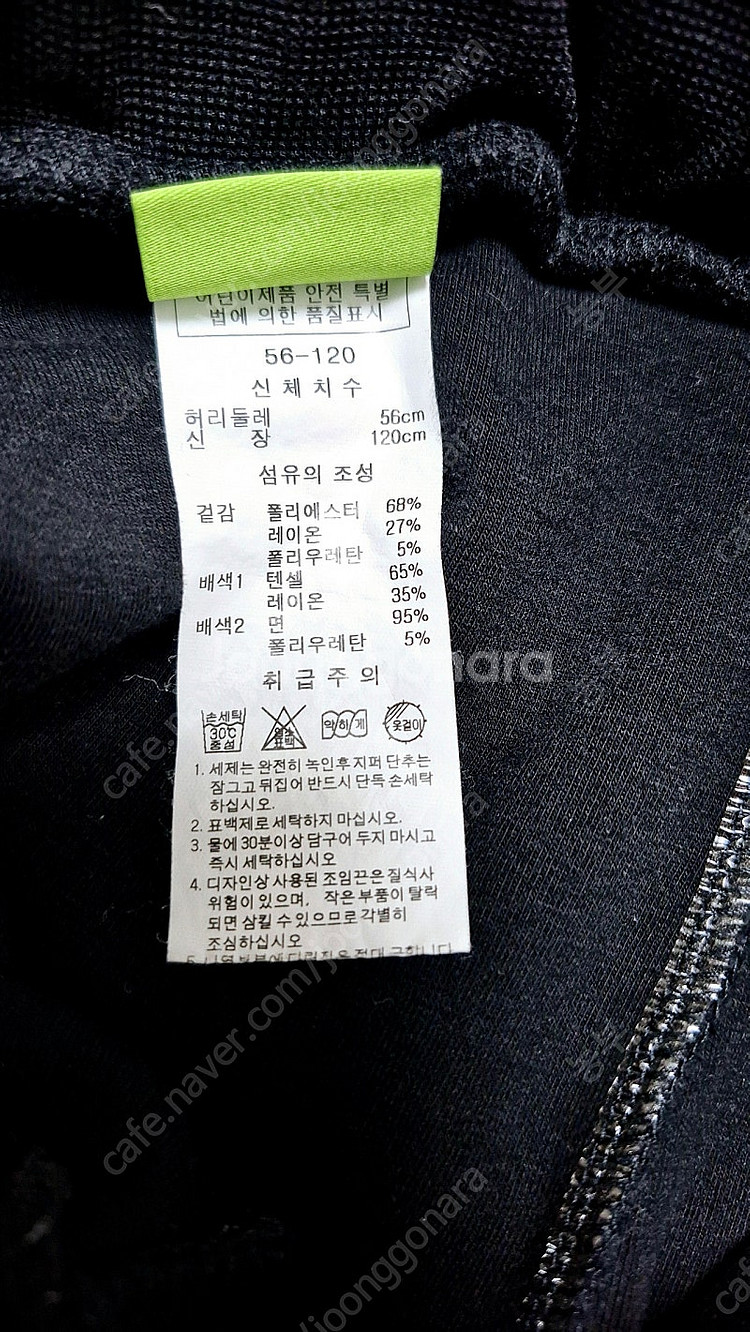 어린이제품 안전 특별
법에 의한 품질표시
56-120
신체치수
허리둘레 56cm
신 장 120cm
섬유의 조성
겉감 폴리에스터 68%
레이온 27%
폴리우레탄 5%
배색1 텐셀 65%
레이온 35%
배색2 면 95%
폴리우레탄 5%
취급주의
손세탁 30℃ 중성
염소 표백
약하게
옷걸이
1. 세제는 완전히 녹인후 지퍼 단추는
잠그고 뒤집어 반드시 단독 손세탁
하십시오.
2. 표백제로 세탁하지 마십시오.
3. 물에 30분이상 담구어 두지 마시고
즉시 세탁하십시오
4. 디자인상 사용된 조임끈은 질식사
위험이 있으며, 작은 부품이 탈락
되면 삼킬 수 있으므로 각별히
조심하십시오
joonggonara
cafe.naver.com/joonggonara